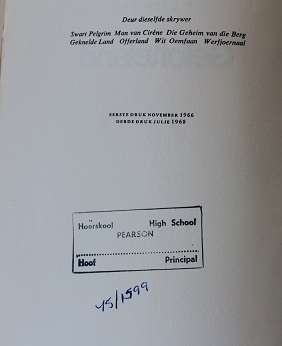 Deur dieselfde skrywer
Swart Pelgrim Man van Ciréne Die Geheim van die Berg
Geknelde Land Offerland Wit Oemfaan Werfjoernaal
EERSTE DRUK NOVEMBER 1966
DERDE DRUK JULIE 1968
Hoërskool High School
PEARSON
Hoof Principal
45/1599